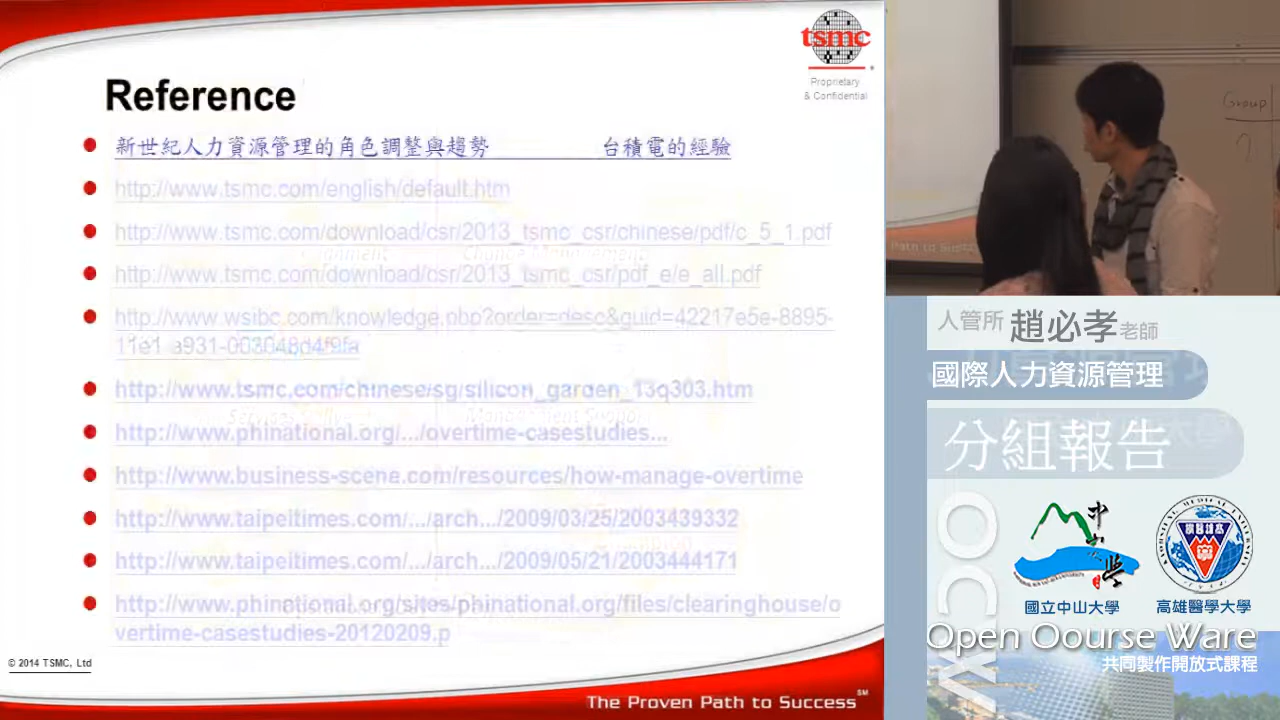 tsmc
Proprietary
& Confidential
Reference
新世紀人力資源管理的角色調整與趨勢 台積電的經驗
http://www.tsmc.com/english/default.htm
http://www.tsmc.com/download/csr/2013_tsmc_csr/chinese/pdf/c_5_1.pdf
http://www.tsmc.com/download/csr/2013_tsmc_csr/pdf_e/e_all.pdf
http://www.wsibc.com/knowledge.php?order=desc&guid=42217e5e-8895-
11e1-a931-003048d4f9fa
http://www.tsmc.com/chinese/sg/silicon_garden_13q303.htm
http://www.phinational.org/.../overtime-casestudies...
http://www.business-scene.com/resources/how-manage-overtime
http://www.taipeitimes.com/.../arch.../2009/03/25/2003439332
http://www.taipeitimes.com/.../arch.../2009/05/21/2003444171
http://www.phinational.org/sites/phinational.org/files/clearinghouse/o
vertime-casestudies-20120209.p
© 2014 TSMC, Ltd
The Proven Path to Success℠
Group
2
Path to Success
人管所 趙必孝老師
國際人力資源管理
分組報告
OCW
國立中山大學
高雄醫學大學
Open Oourse Ware
共同製作開放式課程